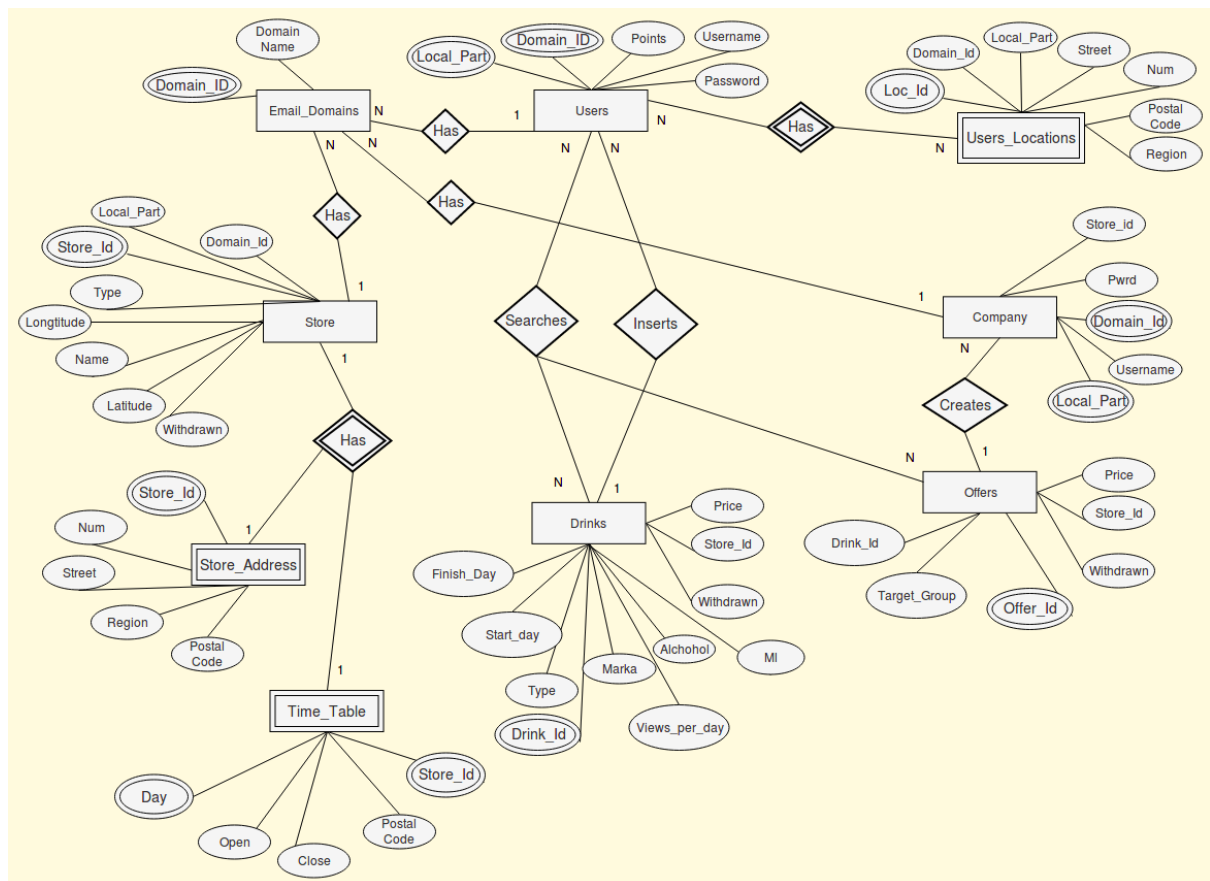 Domain
Name
Domain_ID
Email_Domains
N
N
N
Has
1
Local_Part
Domain_ID
Points
Username
Password
Users
N
N
N
Has
N
Domain_Id
Local_Part
Street
Num
Loc_Id
Postal
Code
Region
Users_Locations
Has
Has
Local_Part
Store_Id
Domain_Id
Type
Longtitude
Name
Latitude
Withdrawn
1
Store
1
Searches
Inserts
Store_id
Pwrd
Domain_Id
Username
Local_Part
1
Company
N
Creates
1
Has
Store_Id
Num
Street
Region
Postal
Code
1
Store_Address
N
1
Drinks
Price
Store_Id
Withdrawn
Finish_Day
Start_day
Type
Drink_Id
Marka
Alchohol
Ml
Views_per_day
N
Offers
Price
Store_Id
Withdrawn
Drink_Id
Target_Group
Offer_Id
1
Time_Table
Day
Open
Close
Postal
Code
Store_Id